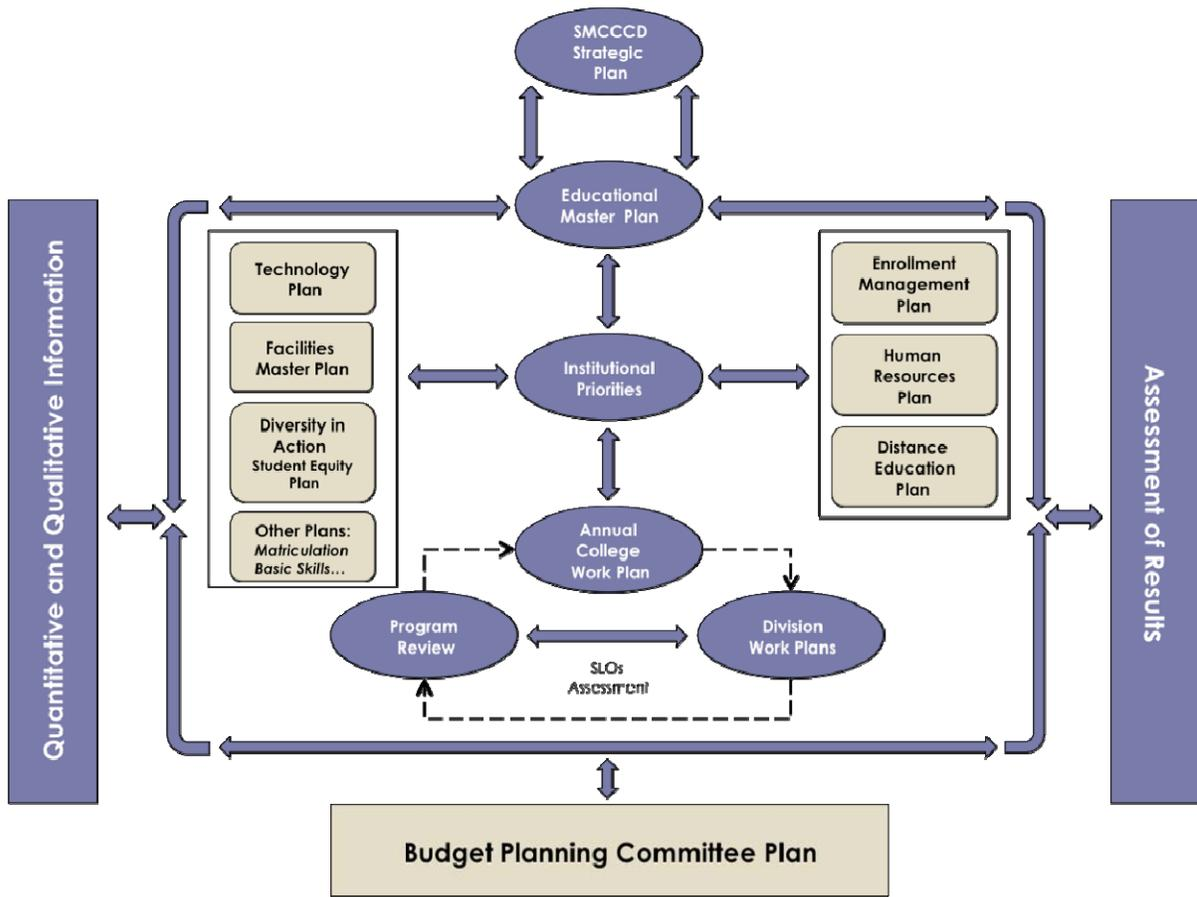 SMCCCD
Strategic
Plan
Educational
Master Plan
Quantitative and Qualitative Information
Technology
Plan
Facilities
Master Plan
Diversity in
Action
Student Equity
Plan
Other Plans:
Matriculation
Basic Skills...
Institutional
Priorities
Enrollment
Management
Plan
Human
Resources
Plan
Distance
Education
Plan
Assessment of Results
Annual
College
Work Plan
Program
Review
Division
Work Plans
SLOs
Assessment
Budget Planning Committee Plan